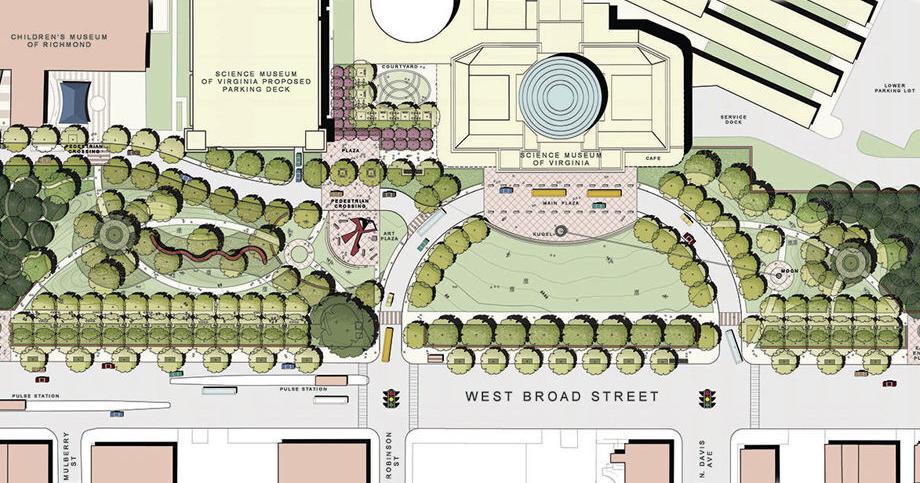 CHILDREN'S MUSEUM
OF RICHMOND
SCIENCE MUSEUM
OF VIRGINIA PROPOSED
PARKING DECK
COURTYARD
LOWER
PARKING LOT
SERVICE
DOCK
PEDESTRIAN
CROSSING
PLAZA
SCIENCE MUSEUM
OF VIRGINIA
CAFE
PEDESTRIAN
CROSSING
MAIN PLAZA
ART
PLAZA
KUGEL
MOON
PULSE STATION
PULSE STATION
WEST BROAD STREET
MULBERRY
ST
ROBINSON
ST
N. DAVIS
AVE